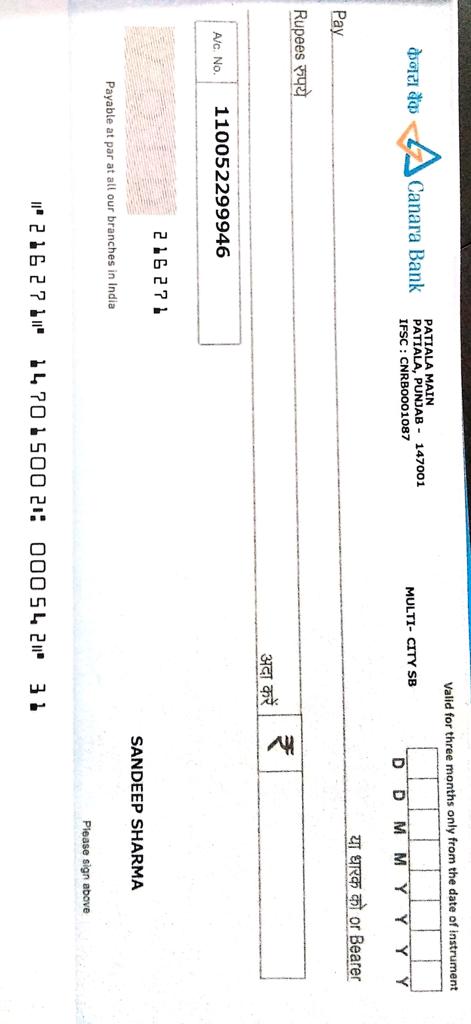 Valid for three months only from the date of instrument
केनरा बैंक Canara Bank
PATIALA MAIN
PATIALA, PUNJAB - 147001
IFSC : CNRB0001087
MULTI- CITY SB
D D M M Y Y Y Y
Pay या धारक को or Bearer
Rupees रुपये
अदा करें ₹
A/c. No. 110052299946
VOID
216271
SANDEEP SHARMA
Payable at par at all our branches in India
Please sign above
⑈216271⑈ 147015002⑆ 000542⑈ 31